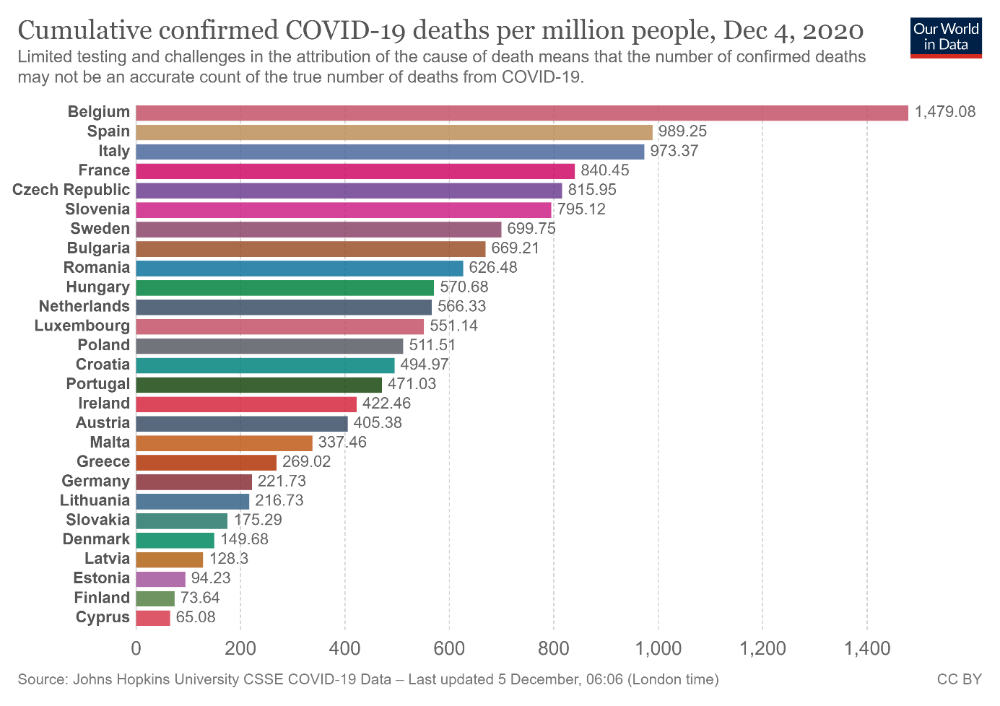 Cumulative confirmed COVID-19 deaths per million people, Dec 4, 2020
Our World
in Data
Limited testing and challenges in the attribution of the cause of death means that the number of confirmed deaths
may not be an accurate count of the true number of deaths from COVID-19.
Belgium 1,479.08
Spain 989.25
Italy 973.37
France 840.45
Czech Republic 815.95
Slovenia 795.12
Sweden 699.75
Bulgaria 669.21
Romania 626.48
Hungary 570.68
Netherlands 566.33
Luxembourg 551.14
Poland 511.51
Croatia 494.97
Portugal 471.03
Ireland 422.46
Austria 405.38
Malta 337.46
Greece 269.02
Germany 221.73
Lithuania 216.73
Slovakia 175.29
Denmark 149.68
Latvia 128.3
Estonia 94.23
Finland 73.64
Cyprus 65.08
0 200 400 600 800 1,000 1,200 1,400
Source: Johns Hopkins University CSSE COVID-19 Data – Last updated 5 December, 06:06 (London time) CC BY